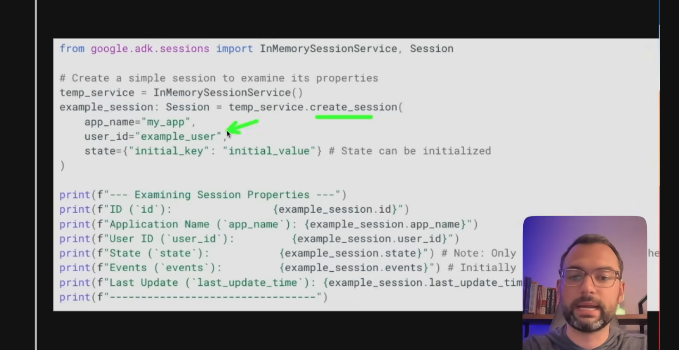 from google.adk.sessions import InMemorySessionService, Session
# Create a simple session to examine its properties
temp_service = InMemorySessionService()
example_session: Session = temp_service.create_session(
app_name="my_app",
user_id="example_user",
state={"initial_key": "initial_value"} # State can be initialized
)
print(f"--- Examining Session Properties ---")
print(f"ID (`id`): {example_session.id}")
print(f"Application Name (`app_name`): {example_session.app_name}")
print(f"User ID (`user_id`): {example_session.user_id}")
print(f"State (`state`): {example_session.state}") # Note: Only
print(f"Events (`events`): {example_session.events}") # Initially
print(f"Last Update (`last_update_time`): {example_session.last_update_tim
print(f"---------------------------------")